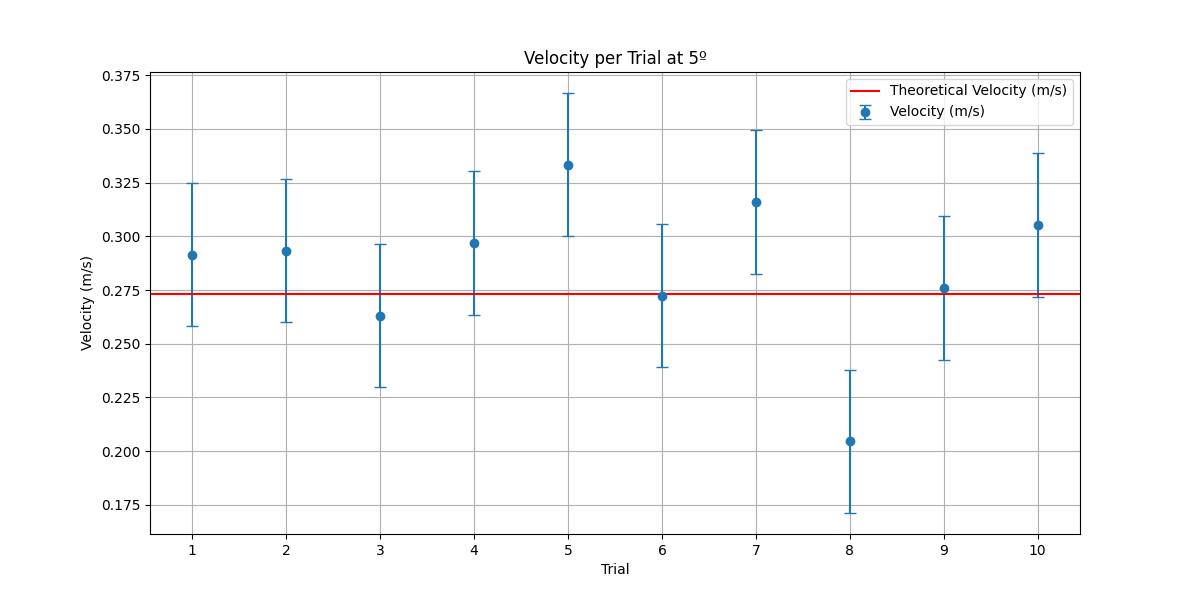 Velocity per Trial at 5º
Theoretical Velocity (m/s)
Velocity (m/s)
Velocity (m/s)
0.375
0.350
0.325
0.300
0.275
0.250
0.225
0.200
0.175
1 2 3 4 5 6 7 8 9 10
Trial